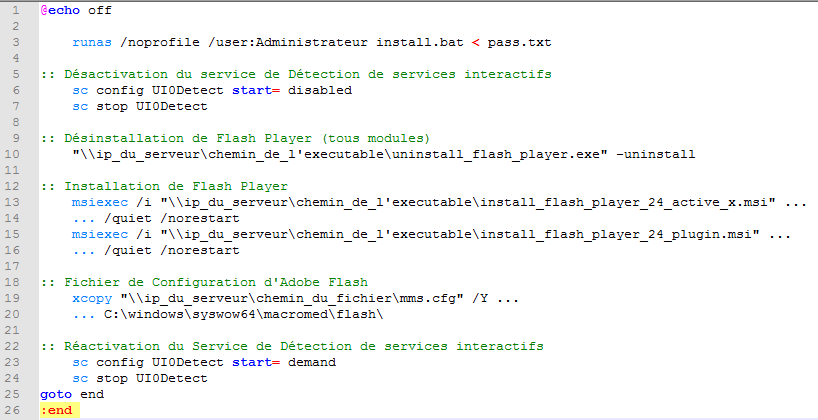 1 @echo off
2
3 runas /noprofile /user:Administrateur install.bat < pass.txt
4
5 :: Désactivation du service de Détection de services interactifs
6 sc config UI0Detect start= disabled
7 sc stop UI0Detect
8
9 :: Désinstallation de Flash Player (tous modules)
10 "\\ip_du_serveur\chemin_de_l'executable\uninstall_flash_player.exe" -uninstall
11
12 :: Installation de Flash Player
13 msiexec /i "\\ip_du_serveur\chemin_de_l'executable\install_flash_player_24_active_x.msi" ...
14 ... /quiet /norestart
15 msiexec /i "\\ip_du_serveur\chemin_de_l'executable\install_flash_player_24_plugin.msi" ...
16 ... /quiet /norestart
17
18 :: Fichier de Configuration d'Adobe Flash
19 xcopy "\\ip_du_serveur\chemin_du_fichier\mms.cfg" /Y ...
20 ... C:\windows\syswow64\macromed\flash\
21
22 :: Réactivation du Service de Détection de services interactifs
23 sc config UI0Detect start= demand
24 sc stop UI0Detect
25 goto end
26 :end